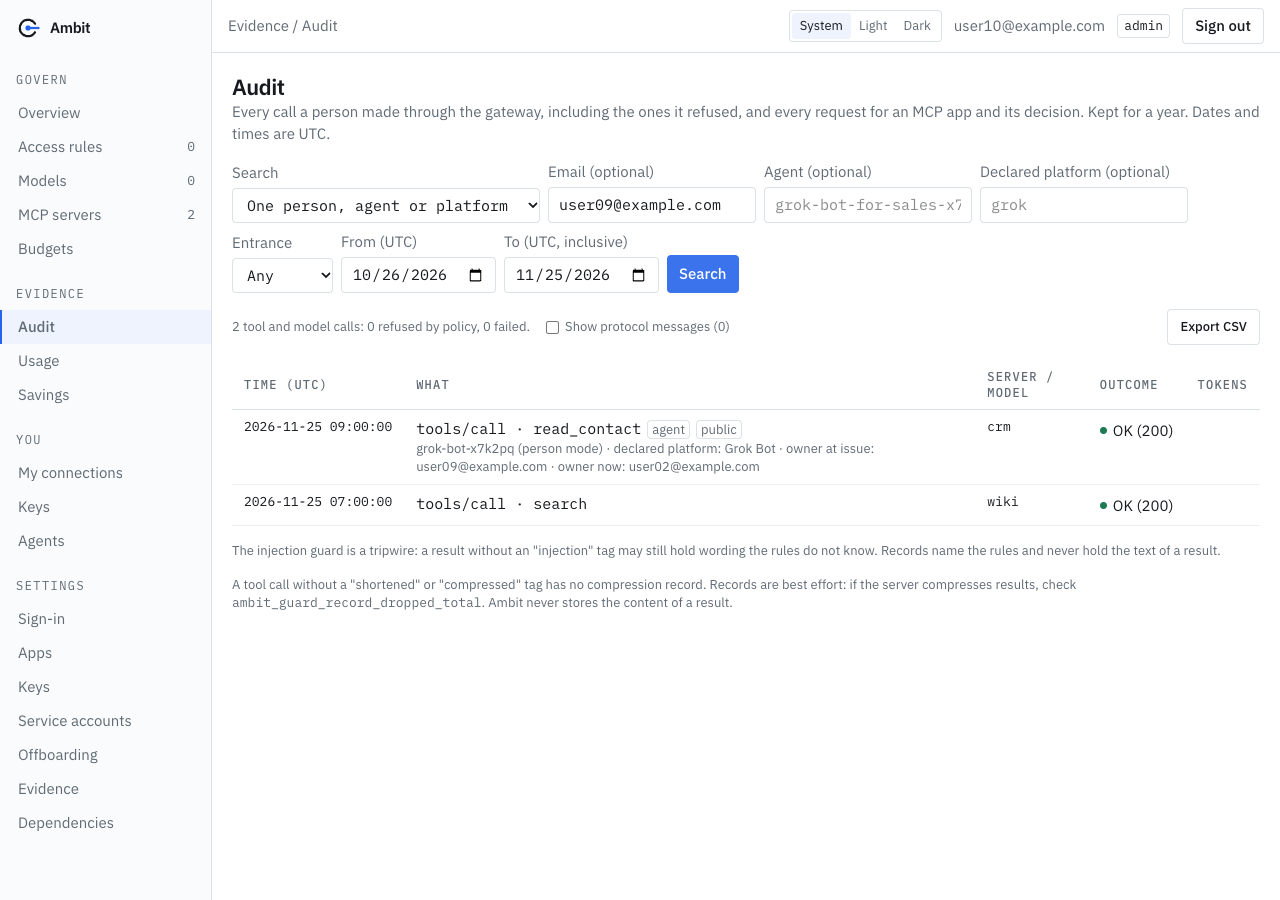 Ambit
Evidence / Audit
System Light Dark
user10@example.com
admin
Sign out
GOVERN
Overview
Access rules 0
Models 0
MCP servers 2
Budgets
EVIDENCE
Audit
Usage
Savings
YOU
My connections
Keys
Agents
SETTINGS
Sign-in
Apps
Keys
Service accounts
Offboarding
Evidence
Dependencies
Audit
Every call a person made through the gateway, including the ones it refused, and every request for an MCP app and its decision. Kept for a year. Dates and
times are UTC.
Search Email (optional) Agent (optional) Declared platform (optional)
One person, agent or platform user09@example.com grok-bot-for-sales-x7 grok
Entrance From (UTC) To (UTC, inclusive)
Any 10/26/2026 11/25/2026 Search
2 tool and model calls: 0 refused by policy, 0 failed. Show protocol messages (0) Export CSV
TIME (UTC) WHAT SERVER / MODEL OUTCOME TOKENS
2026-11-25 09:00:00 tools/call · read_contact agent public crm OK (200)
grok-bot-x7k2pq (person mode) · declared platform: Grok Bot · owner at issue:
user09@example.com · owner now: user02@example.com
2026-11-25 07:00:00 tools/call · search wiki OK (200)
The injection guard is a tripwire: a result without an "injection" tag may still hold wording the rules do not know. Records name the rules and never hold the text of a result.
A tool call without a "shortened" or "compressed" tag has no compression record. Records are best effort: if the server compresses results, check
ambit_guard_record_dropped_total. Ambit never stores the content of a result.